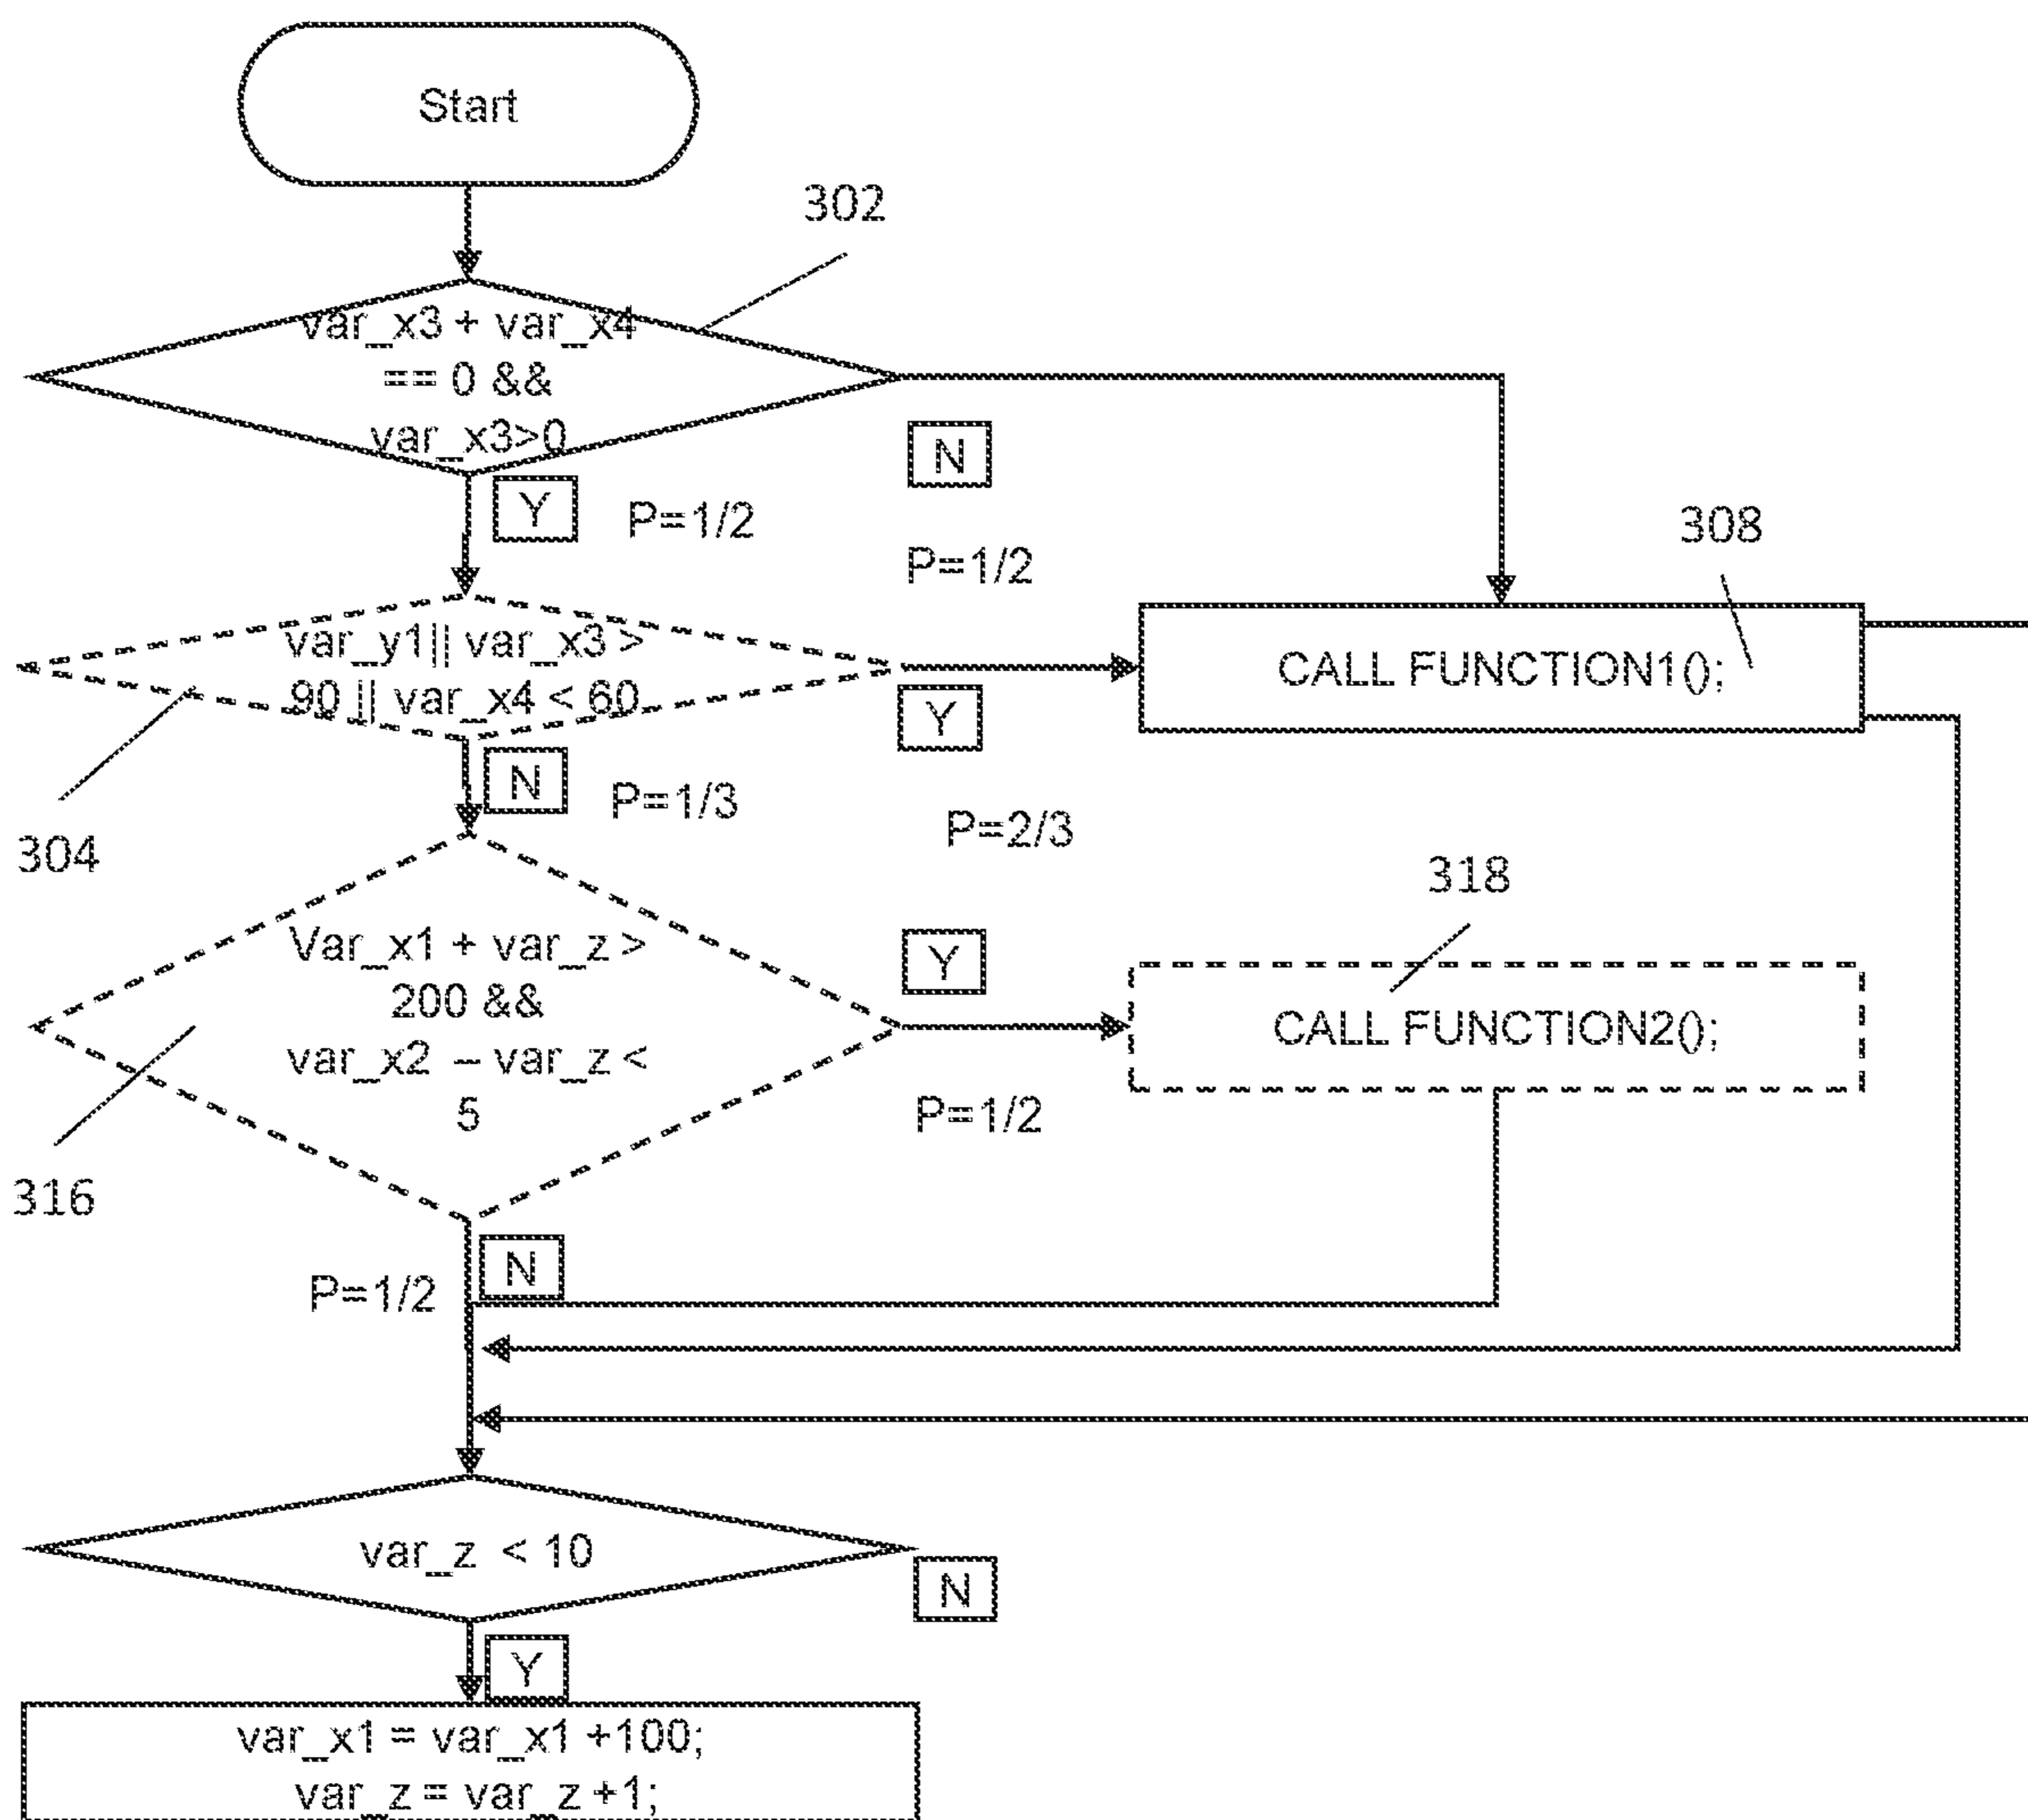 Start
302
var_x3 + var_x4
== 0 &&
var_x3>0
N
Y
P=1/2
P=1/2
308
var_y1|| var_x3 >
90 || var_x4 < 60
CALL FUNCTION1();
Y
N
P=1/3
P=2/3
304
318
Var_x1 + var_z >
200 &&
var_x2 – var_z <
5
Y
CALL FUNCTION2();
P=1/2
316
N
P=1/2
var_z < 10
N
Y
var_x1 = var_x1 +100;
var_z = var_z +1;